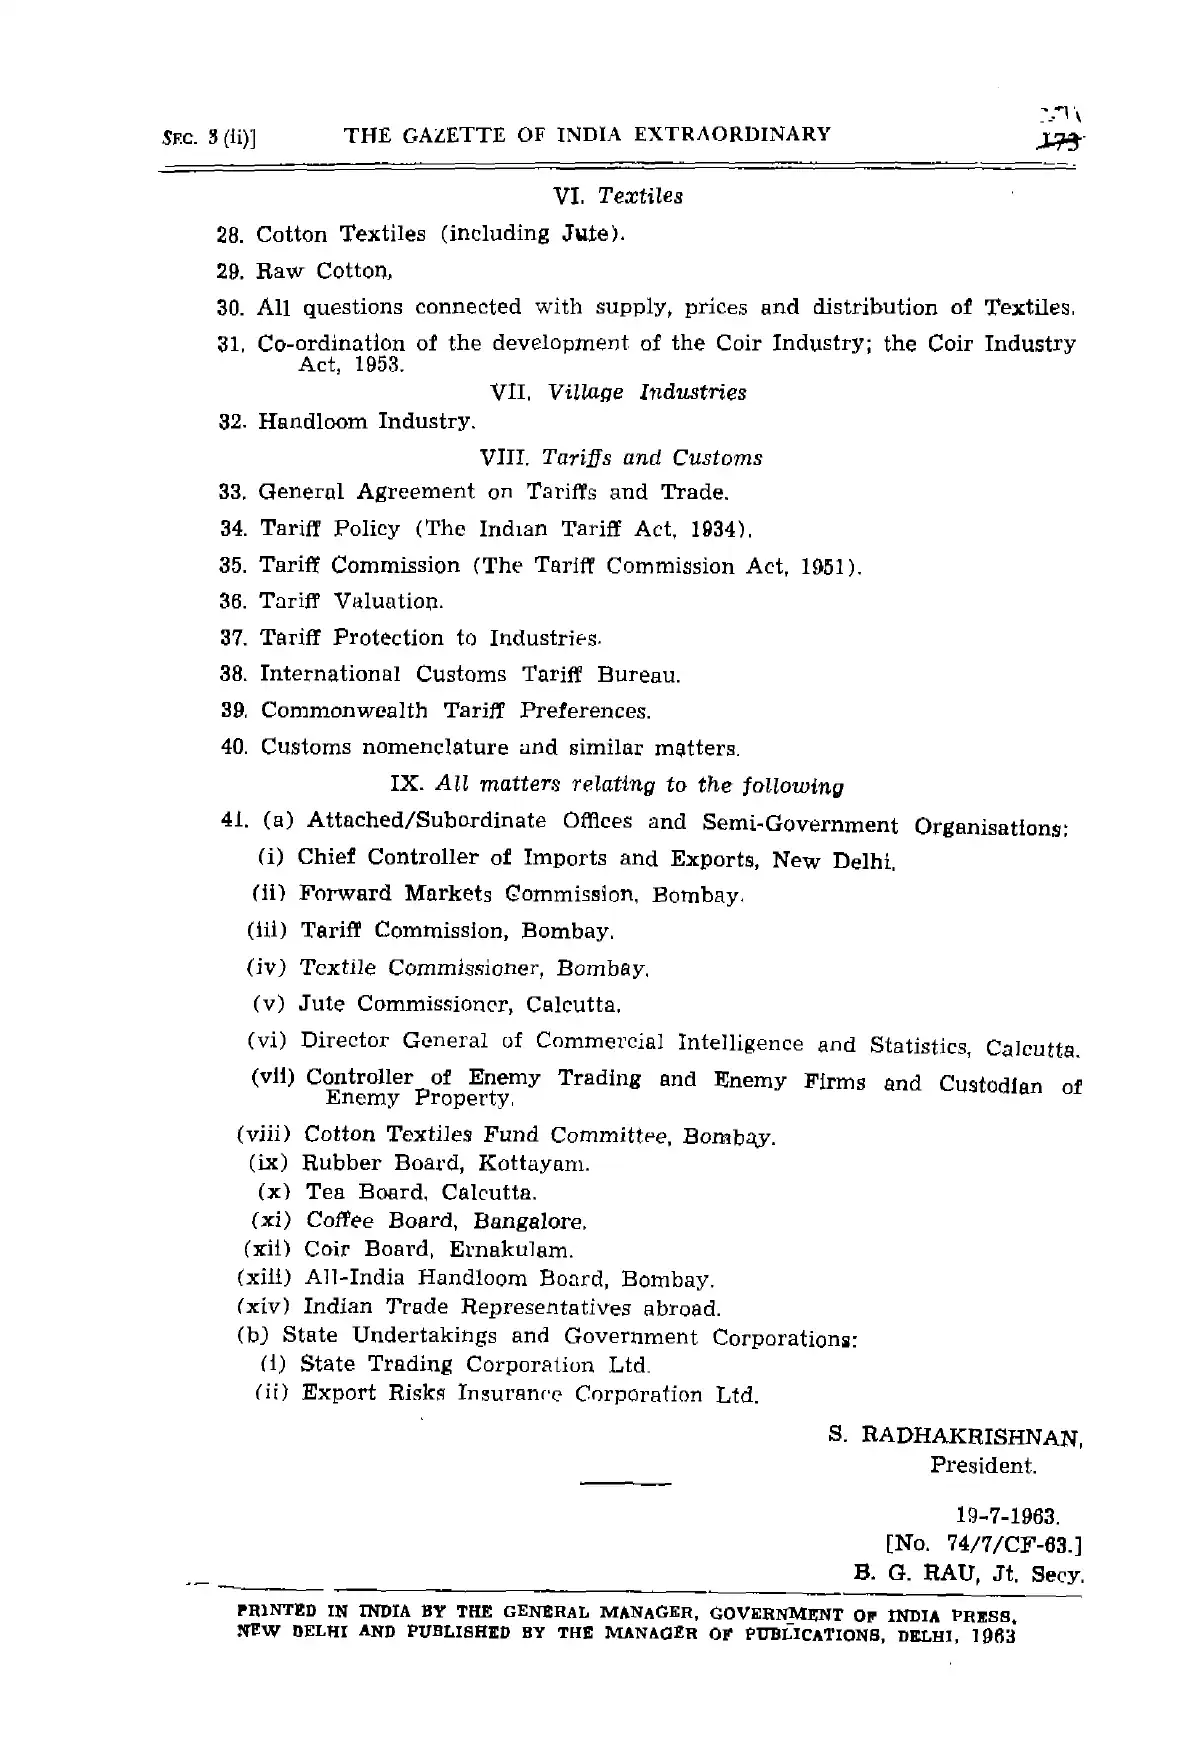 SEC. 3 (ii)] THE GAZETTE OF INDIA EXTRAORDINARY 173
VI. Textiles
28. Cotton Textiles (including Jute).
29. Raw Cotton.
30. All questions connected with supply, prices and distribution of Textiles.
31. Co-ordination of the development of the Coir Industry; the Coir Industry
Act, 1953.
VII. Village Industries
32. Handloom Industry.
VIII. Tariffs and Customs
33. General Agreement on Tariffs and Trade.
34. Tariff Policy (The Indian Tariff Act, 1934).
35. Tariff Commission (The Tariff Commission Act, 1951).
36. Tariff Valuation.
37. Tariff Protection to Industries.
38. International Customs Tariff Bureau.
39. Commonwealth Tariff Preferences.
40. Customs nomenclature and similar matters.
IX. All matters relating to the following
41. (a) Attached/Subordinate Offices and Semi-Government Organisations:
(i) Chief Controller of Imports and Exports, New Delhi.
(ii) Forward Markets Commission, Bombay.
(iii) Tariff Commission, Bombay.
(iv) Textile Commissioner, Bombay.
(v) Jute Commissioner, Calcutta.
(vi) Director General of Commercial Intelligence and Statistics, Calcutta.
(vii) Controller of Enemy Trading and Enemy Firms and Custodian of
Enemy Property.
(viii) Cotton Textiles Fund Committee, Bombay.
(ix) Rubber Board, Kottayam.
(x) Tea Board, Calcutta.
(xi) Coffee Board, Bangalore.
(xii) Coir Board, Ernakulam.
(xiii) All-India Handloom Board, Bombay.
(xiv) Indian Trade Representatives abroad.
(b) State Undertakings and Government Corporations:
(i) State Trading Corporation Ltd.
(ii) Export Risks Insurance Corporation Ltd.
S. RADHAKRISHNAN,
President.
19-7-1963.
[No. 74/7/CF-63.]
B. G. RAU, Jt. Secy.
PRINTED IN INDIA BY THE GENERAL MANAGER, GOVERNMENT OF INDIA PRESS,
NEW DELHI AND PUBLISHED BY THE MANAGER OF PUBLICATIONS, DELHI, 1963